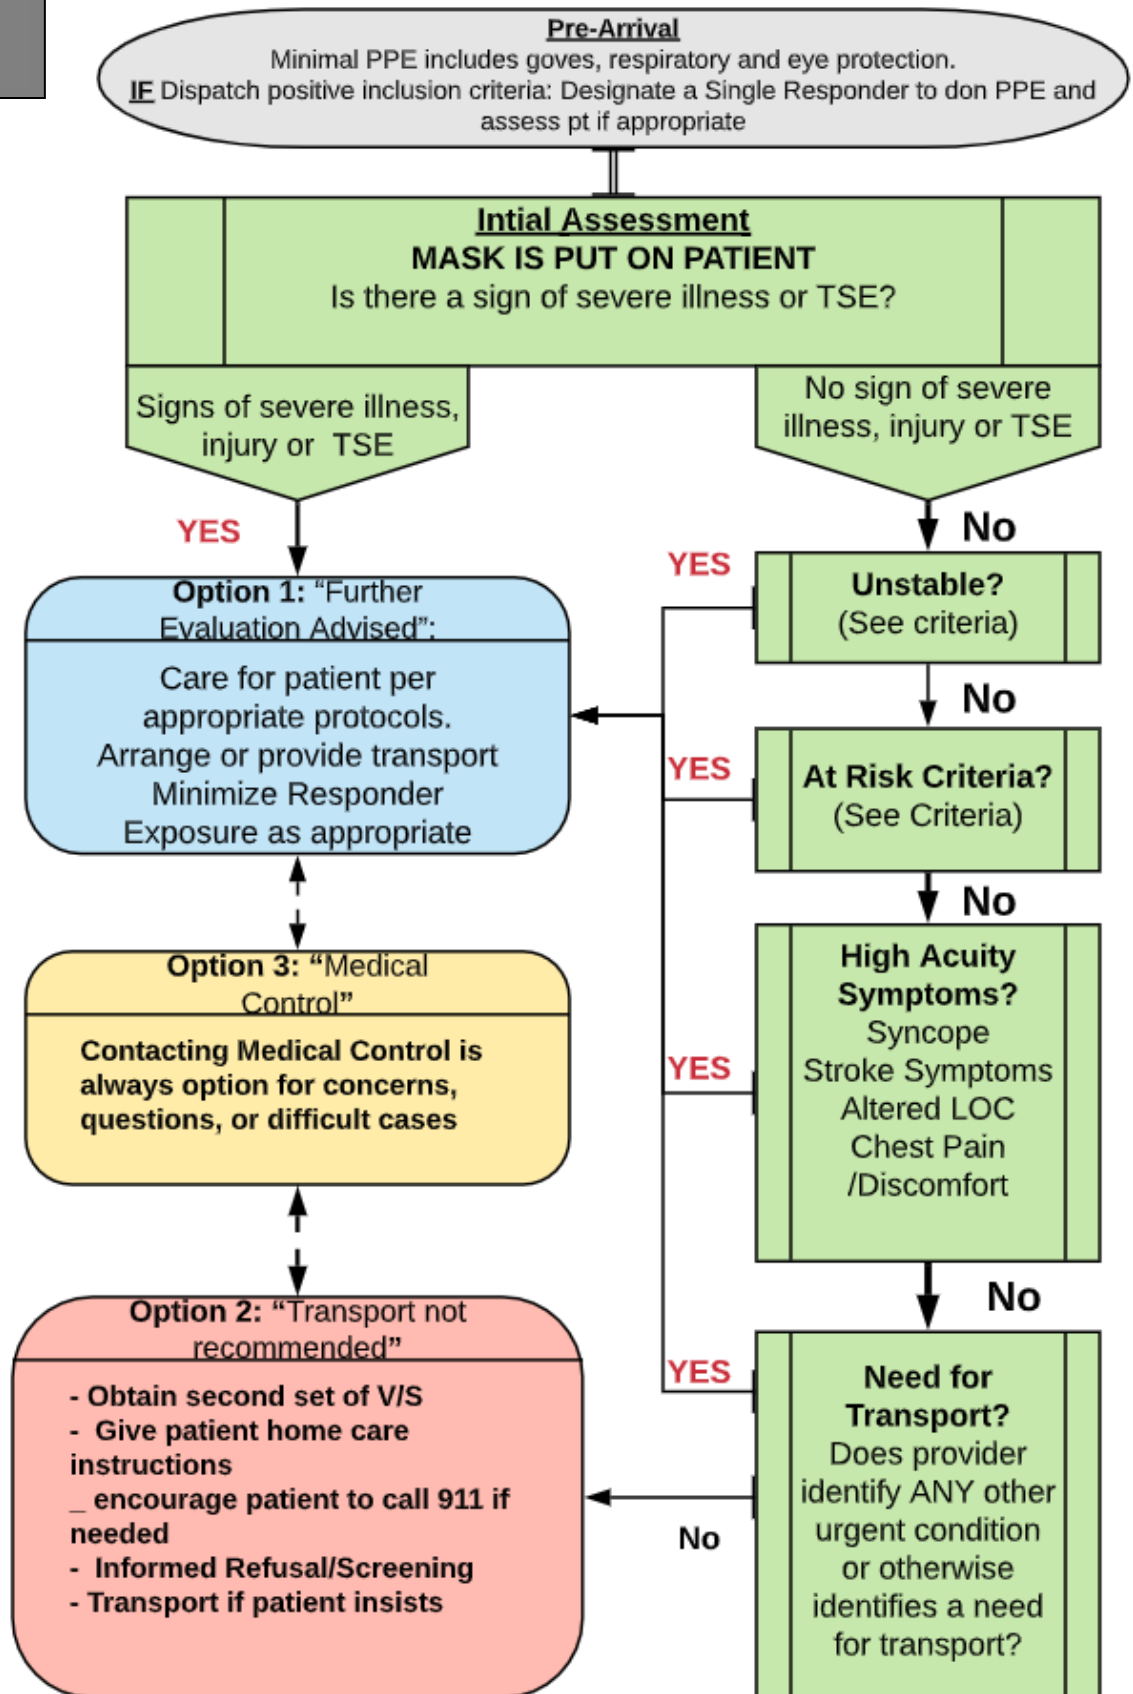 Pre-Arrival
Minimal PPE includes goves, respiratory and eye protection.
IF Dispatch positive inclusion criteria: Designate a Single Responder to don PPE and
assess pt if appropriate
Intial Assessment
MASK IS PUT ON PATIENT
Is there a sign of severe illness or TSE?
Signs of severe illness,
injury or TSE
No sign of severe
illness, injury or TSE
YES
No
Option 1: “Further
Evaluation Advised”:
Care for patient per
appropriate protocols.
Arrange or provide transport
Minimize Responder
Exposure as appropriate
YES
Unstable?
(See criteria)
No
YES
At Risk Criteria?
(See Criteria)
No
Option 3: “Medical
Control”
Contacting Medical Control is
always option for concerns,
questions, or difficult cases
YES
High Acuity
Symptoms?
Syncope
Stroke Symptoms
Altered LOC
Chest Pain
/Discomfort
No
Option 2: “Transport not
recommended”
- Obtain second set of V/S
- Give patient home care
instructions
_ encourage patient to call 911 if
needed
- Informed Refusal/Screening
- Transport if patient insists
YES
No
Need for
Transport?
Does provider
identify ANY other
urgent condition
or otherwise
identifies a need
for transport?